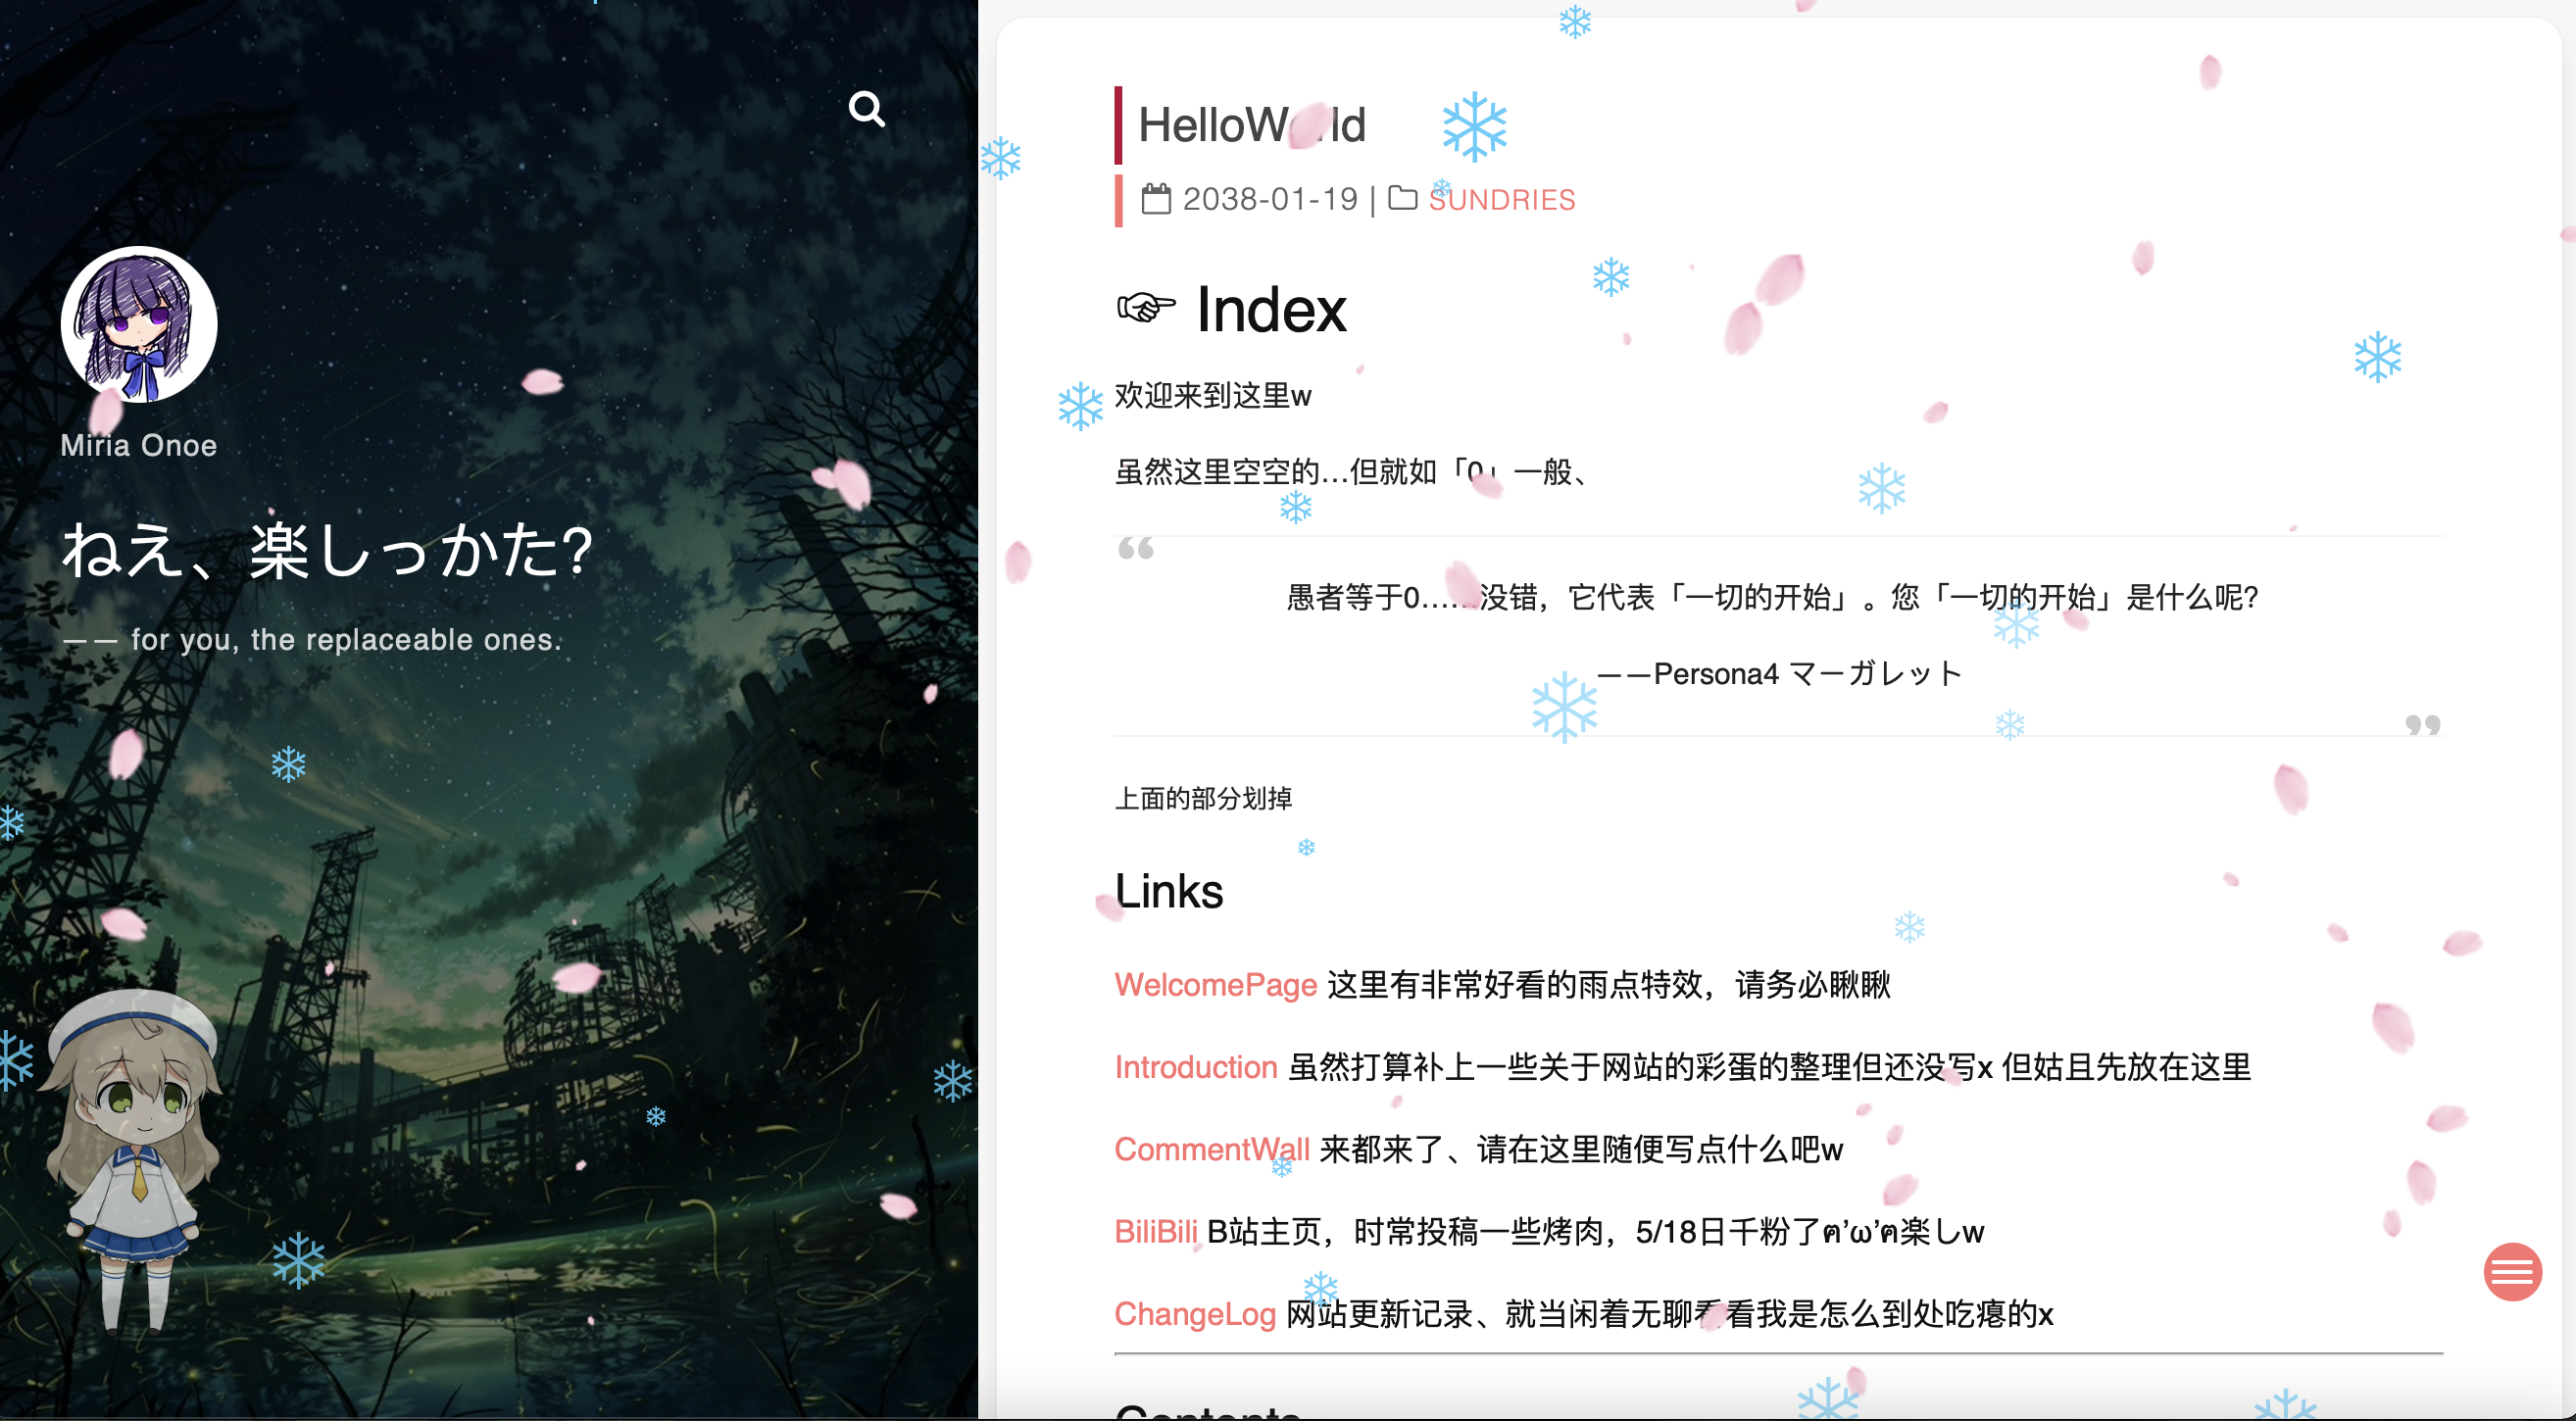 Miria Onoe
ねえ、楽しっかた?
—— for you, the replaceable ones.
HelloWorld
2038-01-19 | SUNDRIES
☞ Index
欢迎来到这里w
虽然这里空空的…但就如「0」一般、
“
愚者等于0……没错，它代表「一切的开始」。您「一切的开始」是什么呢?
——Persona4 マーガレット
”
上面的部分划掉
Links
WelcomePage 这里有非常好看的雨点特效，请务必瞅瞅
Introduction 虽然打算补上一些关于网站的彩蛋的整理但还没写x 但姑且先放在这里
CommentWall 来都来了、请在这里随便写点什么吧w
BiliBili B站主页，时常投稿一些烤肉，5/18日千粉了ฅ’ω’ฅ楽しw
ChangeLog 网站更新记录、就当闲着无聊看看我是怎么到处吃瘪的x
Contents